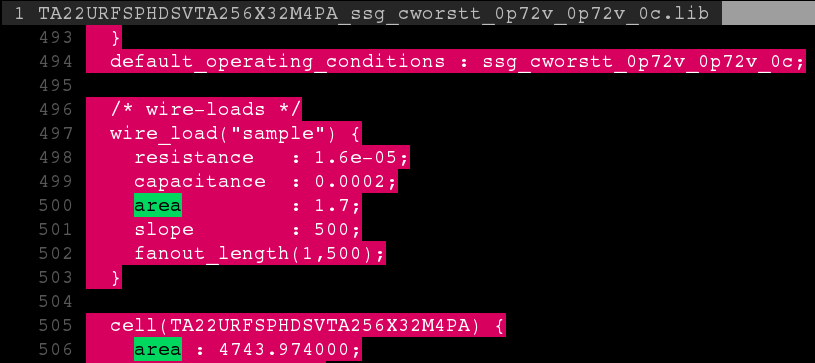 1 TA22URFSPHDSVTA256X32M4PA_ssg_cworstt_0p72v_0p72v_0c.lib
493 }
494 default_operating_conditions : ssg_cworstt_0p72v_0p72v_0c;
495
496 /* wire-loads */
497 wire_load("sample") {
498 resistance : 1.6e-05;
499 capacitance : 0.0002;
500 area : 1.7;
501 slope : 500;
502 fanout_length(1,500);
503 }
504
505 cell(TA22URFSPHDSVTA256X32M4PA) {
506 area : 4743.974000;